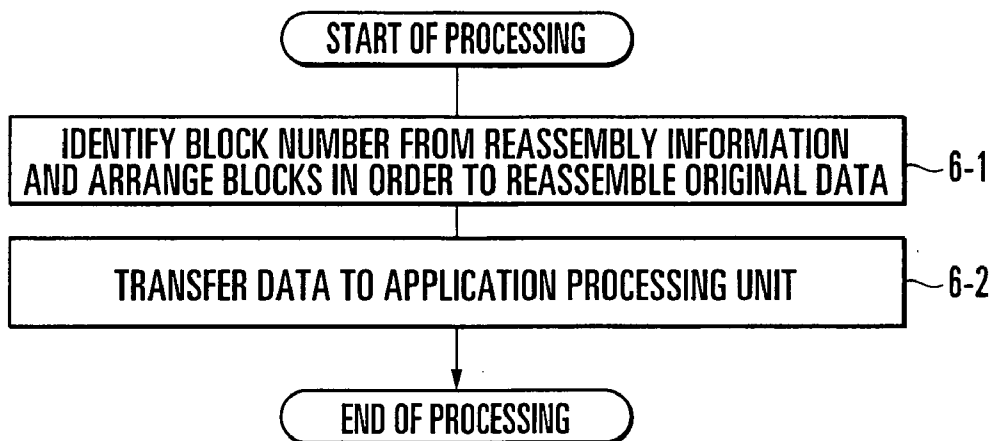 START OF PROCESSING
IDENTIFY BLOCK NUMBER FROM REASSEMBLY INFORMATION
AND ARRANGE BLOCKS IN ORDER TO REASSEMBLE ORIGINAL DATA
6-1
TRANSFER DATA TO APPLICATION PROCESSING UNIT
6-2
END OF PROCESSING